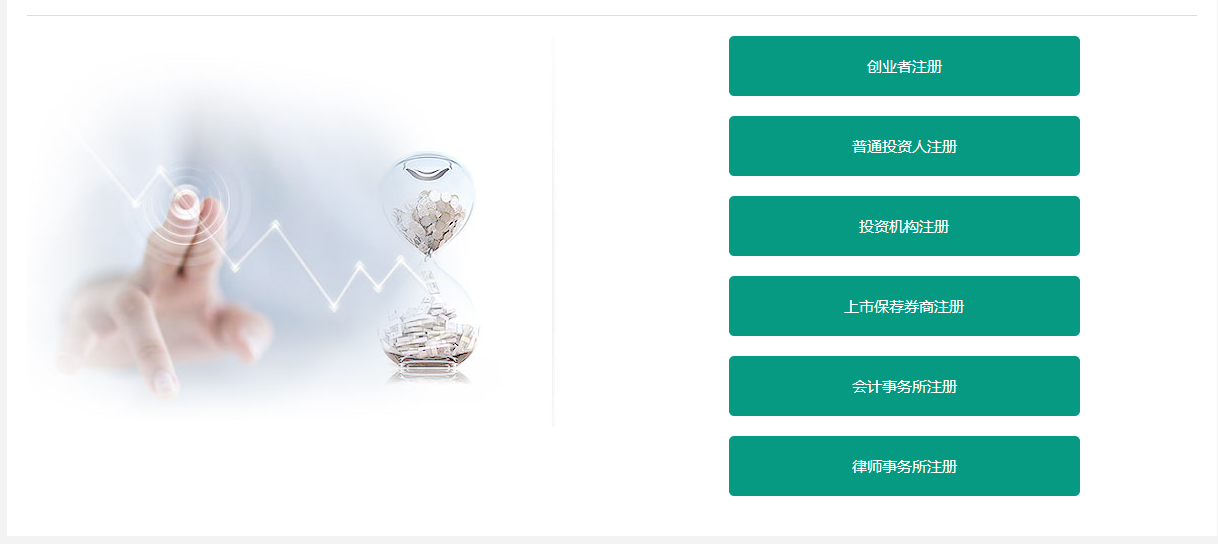 创业者注册
普通投资人注册
投资机构注册
上市保荐券商注册
会计事务所注册
律师事务所注册